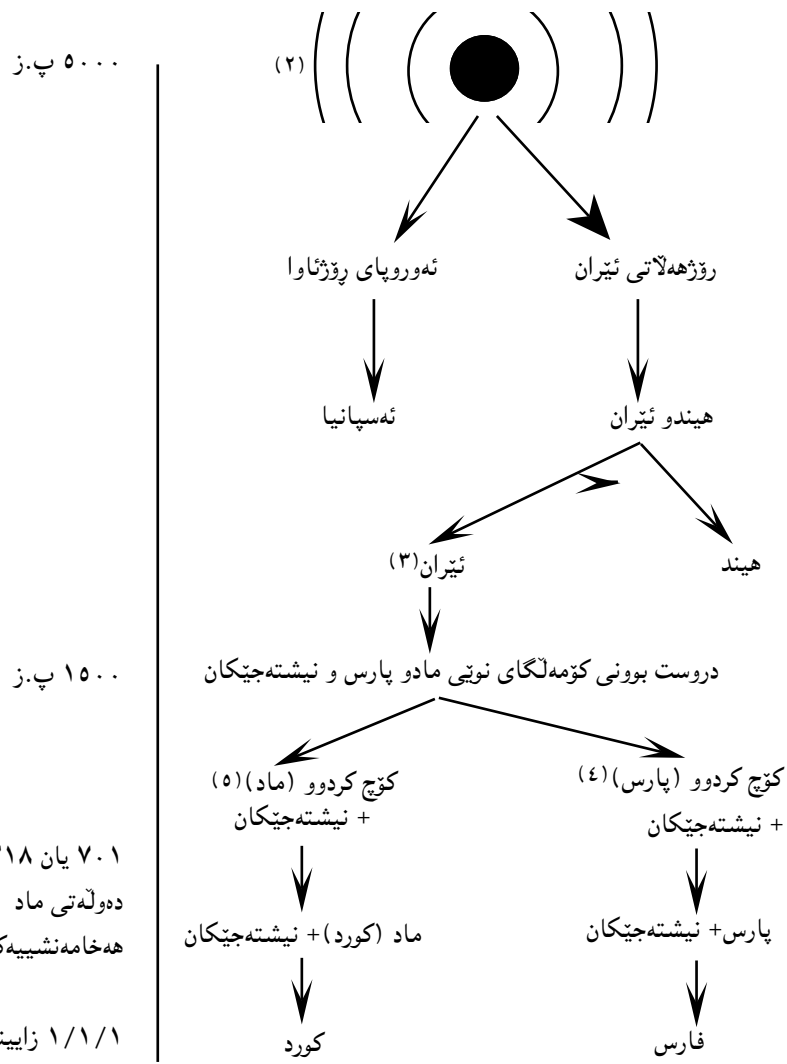 ٥٠٠٠ پ.ز
(٢)
رۆژهەڵاتی ئێران
ئەوروپای ڕۆژئاوا
هیندو ئێران
ئەسپانیا
هیند
ئێران(٣)
١٥٠٠ پ.ز
دروست بوونی کۆمەڵگای نوێی مادو پارس و نیشتەجێکان
کۆچ کردوو (پارس)(٤)
+ نیشتەجێکان
کۆچ کردوو (ماد)(٥)
+ نیشتەجێکان
٧٠١ یان
دەوڵەتی ماد
پارس+ نیشتەجێکان
ماد (کورد)+ نیشتەجێکان
١/١/١
فارس
کورد